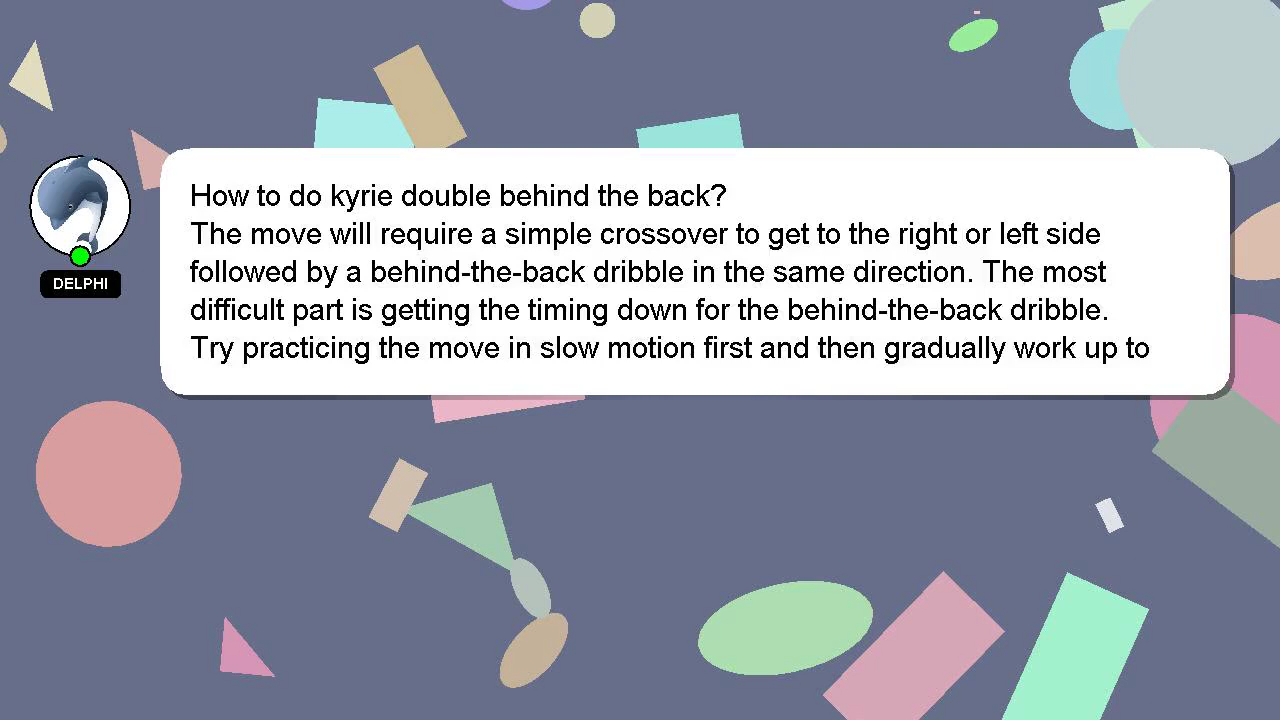 How to do kyrie double behind the back?
The move will require a simple crossover to get to the right or left side
followed by a behind-the-back dribble in the same direction. The most
difficult part is getting the timing down for the behind-the-back dribble.
Try practicing the move in slow motion first and then gradually work up to
DELPHI